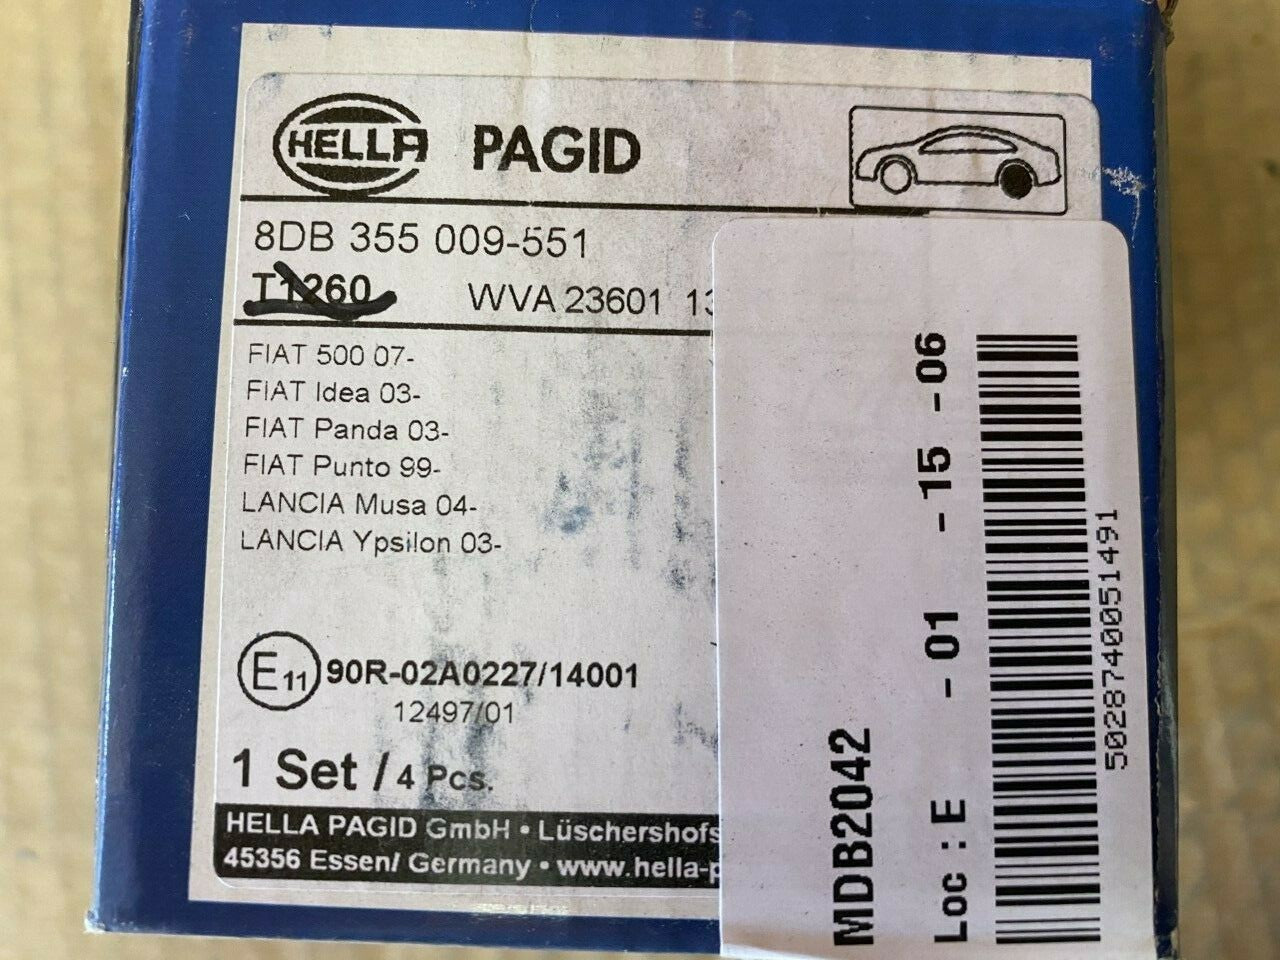 HELLA PAGID
8DB 355 009-551
T1260 WVA 23601 13
FIAT 500 07-
FIAT Idea 03-
FIAT Panda 03-
FIAT Punto 99-
LANCIA Musa 04-
LANCIA Ypsilon 03-
E11 90R-02A0227/14001
12497/01
1 Set / 4 Pcs.
HELLA PAGID GmbH • Lüschershofs
45356 Essen/ Germany • www.hella-p
MDB2042
Loc : E - 01 - 15 - 06
5028740051491